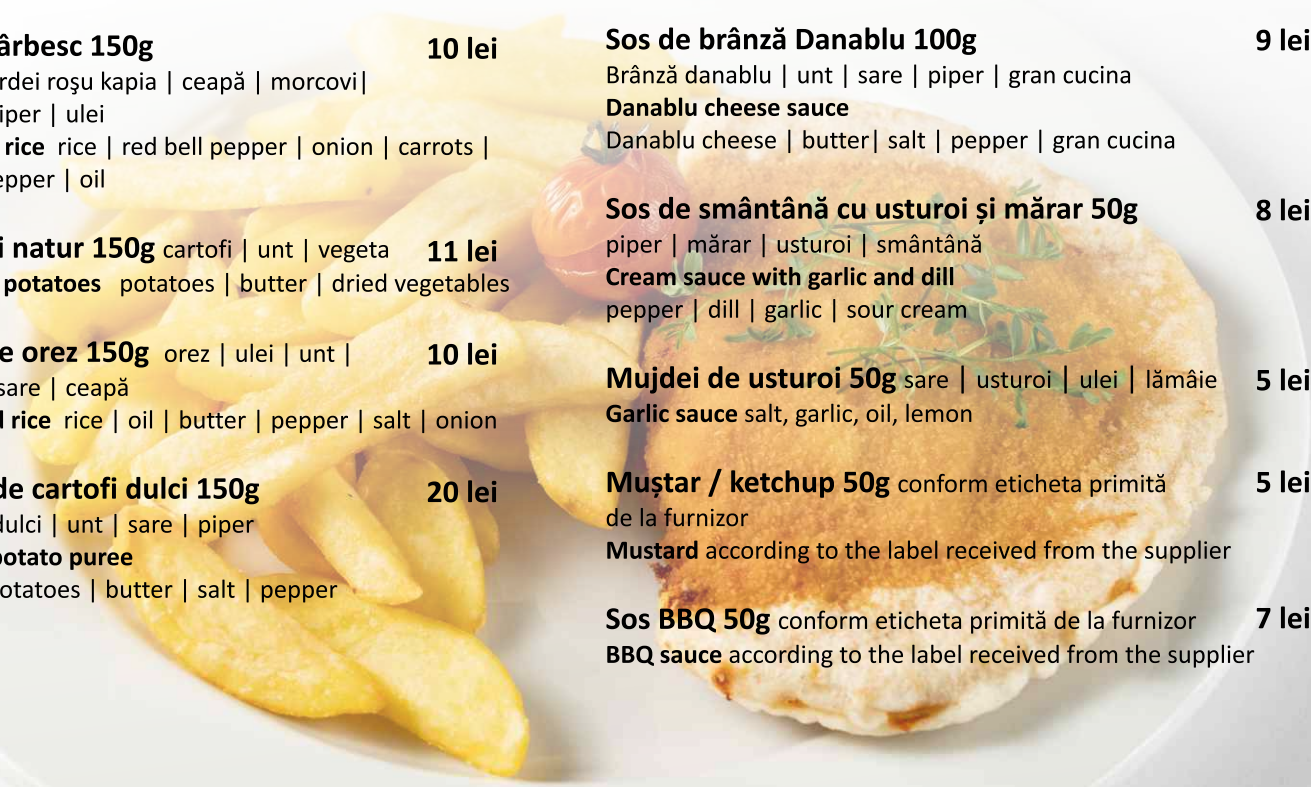 ârbesc 150g 10 lei
rdei roşu kapia | ceapă | morcovi|
iper | ulei
rice rice | red bell pepper | onion | carrots |
epper | oil
i natur 150g cartofi | unt | vegeta 11 lei
potatoes potatoes | butter | dried vegetables
e orez 150g orez | ulei | unt | 10 lei
sare | ceapă
d rice rice | oil | butter | pepper | salt | onion
de cartofi dulci 150g 20 lei
dulci | unt | sare | piper
potato puree
otatoes | butter | salt | pepper
Sos de brânză Danablu 100g 9 lei
Brânză danablu | unt | sare | piper | gran cucina
Danablu cheese sauce
Danablu cheese | butter| salt | pepper | gran cucina
Sos de smântână cu usturoi și mărar 50g 8 lei
piper | mărar | usturoi | smântână
Cream sauce with garlic and dill
pepper | dill | garlic | sour cream
Mujdei de usturoi 50g sare | usturoi | ulei | lămâie 5 lei
Garlic sauce salt, garlic, oil, lemon
Muștar / ketchup 50g conform eticheta primită 5 lei
de la furnizor
Mustard according to the label received from the supplier
Sos BBQ 50g conform eticheta primită de la furnizor 7 lei
BBQ sauce according to the label received from the supplier